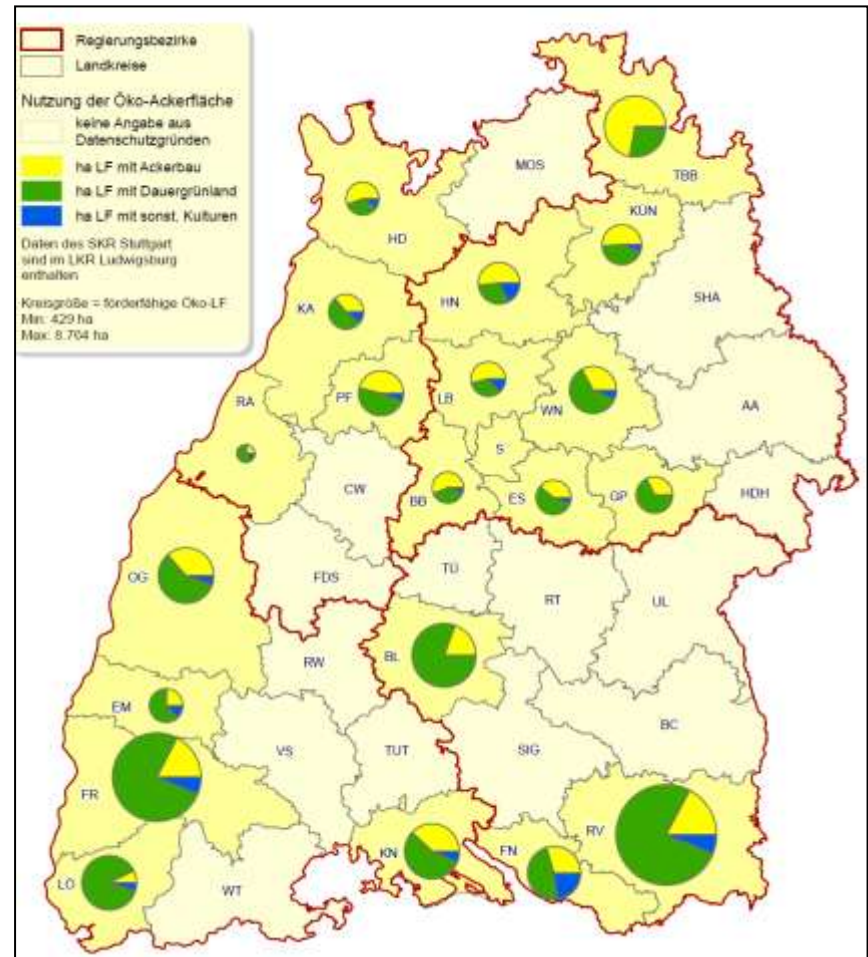 Regierungsbezirke
Landkreise
Nutzung der Öko-Ackerfläche
keine Angabe aus
Datenschutzgründen
ha LF mit Ackerbau
ha LF mit Dauergrünland
ha LF mit sonst. Kulturen
Daten des SKR Stuttgart
sind im LKR Ludwigsburg
enthalten
Kreisgröße = förderfähige Öko-LF
Min: 429 ha
Max: 8.764 ha
MOS
TBB
KÜN
HD
HN
SHA
KA
RA
PF
LB
WN
AA
S
CW
BB
ES
GP
HDH
OG
FDS
TÜ
RT
UL
RW
BL
EM
BC
VS
TUT
SIG
FR
RV
KN
FN
LÖ
WT